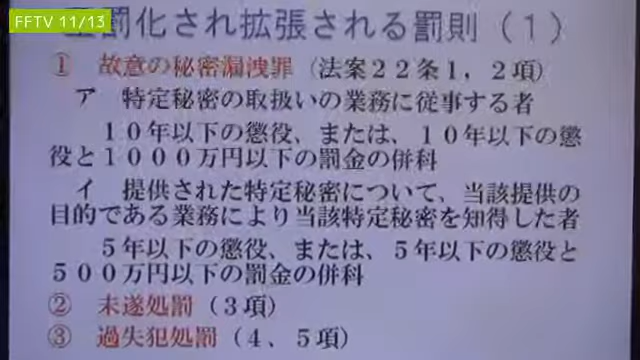 FFTV 11/13
罰化され拡張される罰則（１）
① 故意の秘密漏洩罪（法案２２条１，２項）
ア 特定秘密の取扱いの業務に従事する者
１０年以下の懲役、または、１０年以下の懲
役と１０００万円以下の罰金の併科
イ 提供された特定秘密について、当該提供の
目的である業務により当該特定秘密を知得した者
５年以下の懲役、または、５年以下の懲役と
５００万円以下の罰金の併科
② 未遂処罰（３項）
③ 過失犯処罰（４、５項）